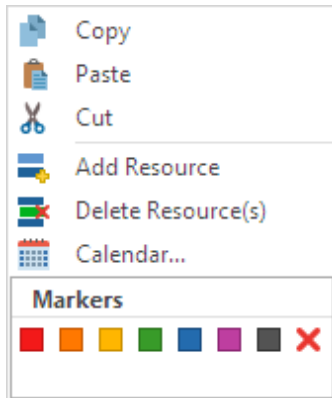 Copy
Paste
Cut
Add Resource
Delete Resource(s)
Calendar...
Markers